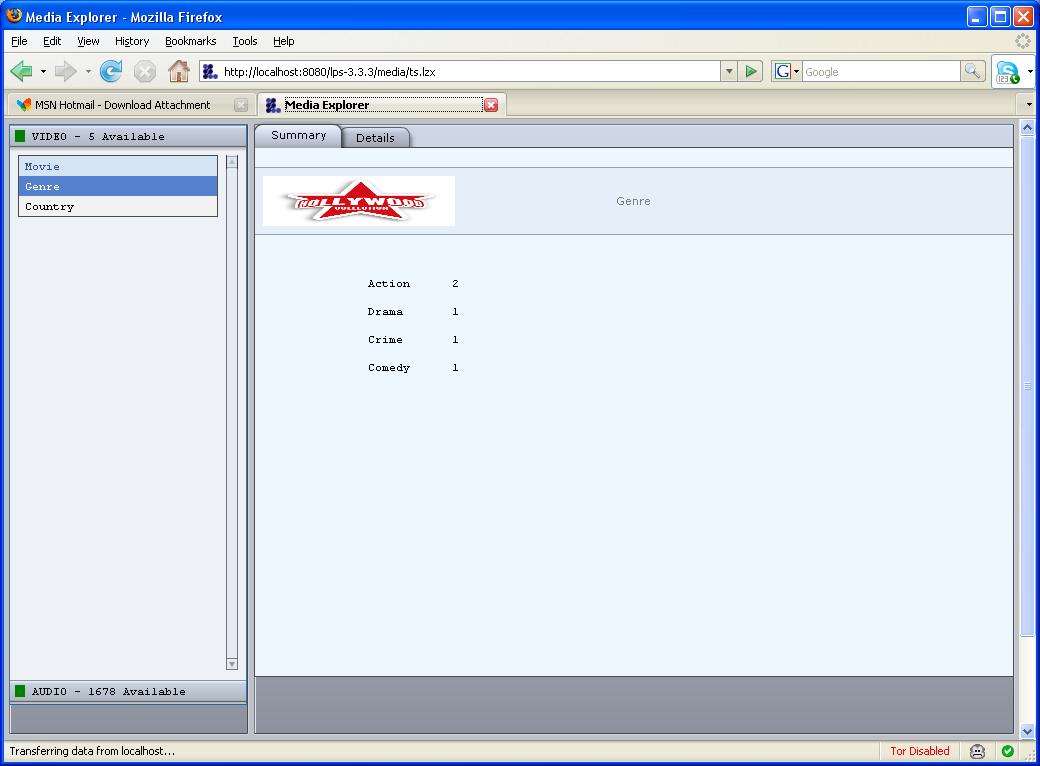 Media Explorer - Mozilla Firefox
File Edit View History Bookmarks Tools Help
http://localhost:8080/lps-3.3.3/media/ts.lzx
G Google
123
MSN Hotmail - Download Attachment
Media Explorer
VIDEO - 5 Available
Summary Details
Movie
Genre
Country
HOLLYWOOD
COLLECTION
Genre
Action 2
Drama 1
Crime 1
Comedy 1
AUDIO - 1678 Available
Transferring data from localhost...
Tor Disabled